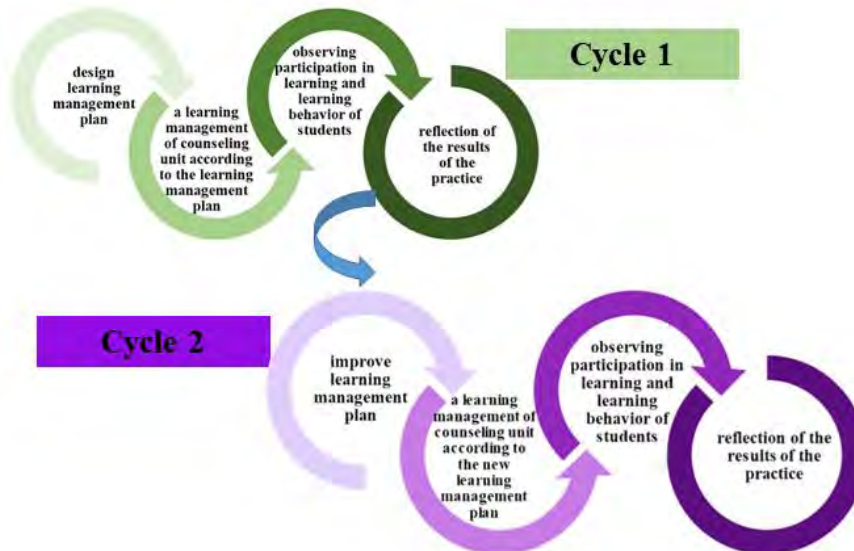 Cycle 1
design
learning
management
plan
a learning
management
of counseling
unit according
to the learning
management
plan
observing
participation in
learning and
learning
behavior of
students
reflection of
the results
of the
practice
Cycle 2
improve
learning
management
plan
a learning
management of
counseling unit
according to
the new
learning
management
plan
observing
participation in
learning and
learning
behavior of
students
reflection of the
results of the
practice